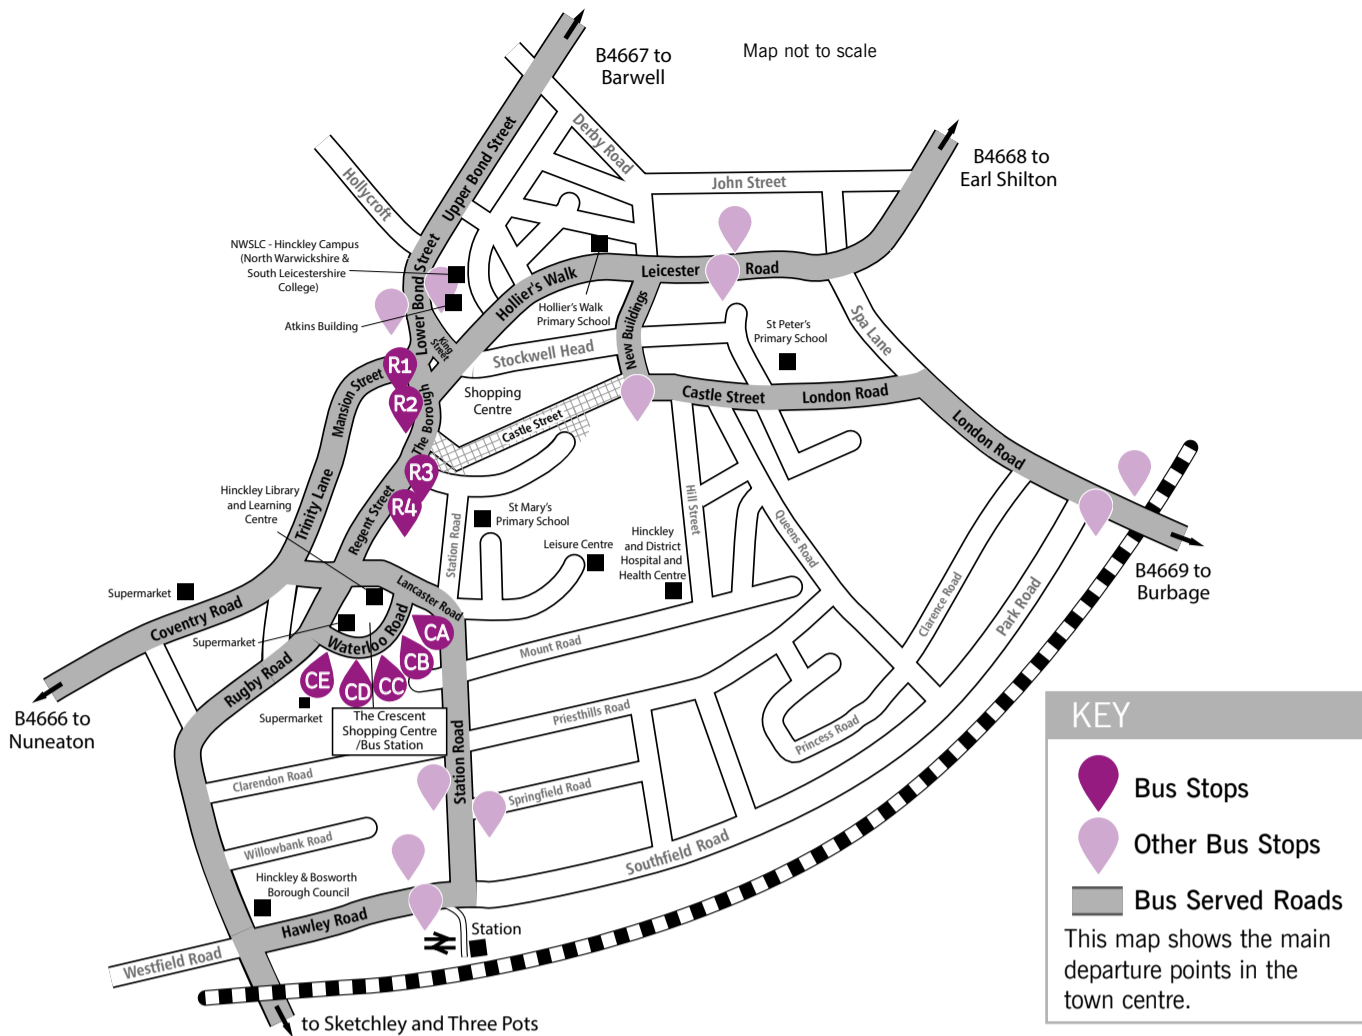 Map not to scale
B4667 to
Barwell
B4668 to
Earl Shilton
Derby Road
John Street
Hollycroft
Upper Bond Street
NWSLC - Hinckley Campus
(North Warwickshire &
South Leicestershire
College)
Atkins Building
Lower Bond Street
King
Street
Hollier's Walk
Hollier's Walk
Primary School
Leicester
Road
New Buildings
Stockwell Head
St Peter's
Primary School
Spa Lane
R1
R2
Mansion Street
The Borough
Shopping
Centre
Castle Street
Castle Street
London Road
London Road
R3
R4
Hinckley Library
and Learning
Centre
Trinity Lane
Regent Street
Station Road
St Mary's
Primary School
Leisure Centre
Hinckley
and District
Hospital and
Health Centre
Hill Street
Queens Road
Clarence Road
Park Road
B4669 to
Burbage
Supermarket
Coventry Road
Lancaster Road
Supermarket
Waterloo Road
CA
CB
CC
CD
CE
Rugby Road
Supermarket
The Crescent
Shopping Centre
/Bus Station
B4666 to
Nuneaton
Mount Road
Priesthills Road
Princess Road
Clarendon Road
Station Road
Springfield Road
Willowbank Road
Southfield Road
Hinckley & Bosworth
Borough Council
Hawley Road
Station
Westfield Road
to Sketchley and Three Pots
KEY
Bus Stops
Other Bus Stops
Bus Served Roads
This map shows the main
departure points in the
town centre.